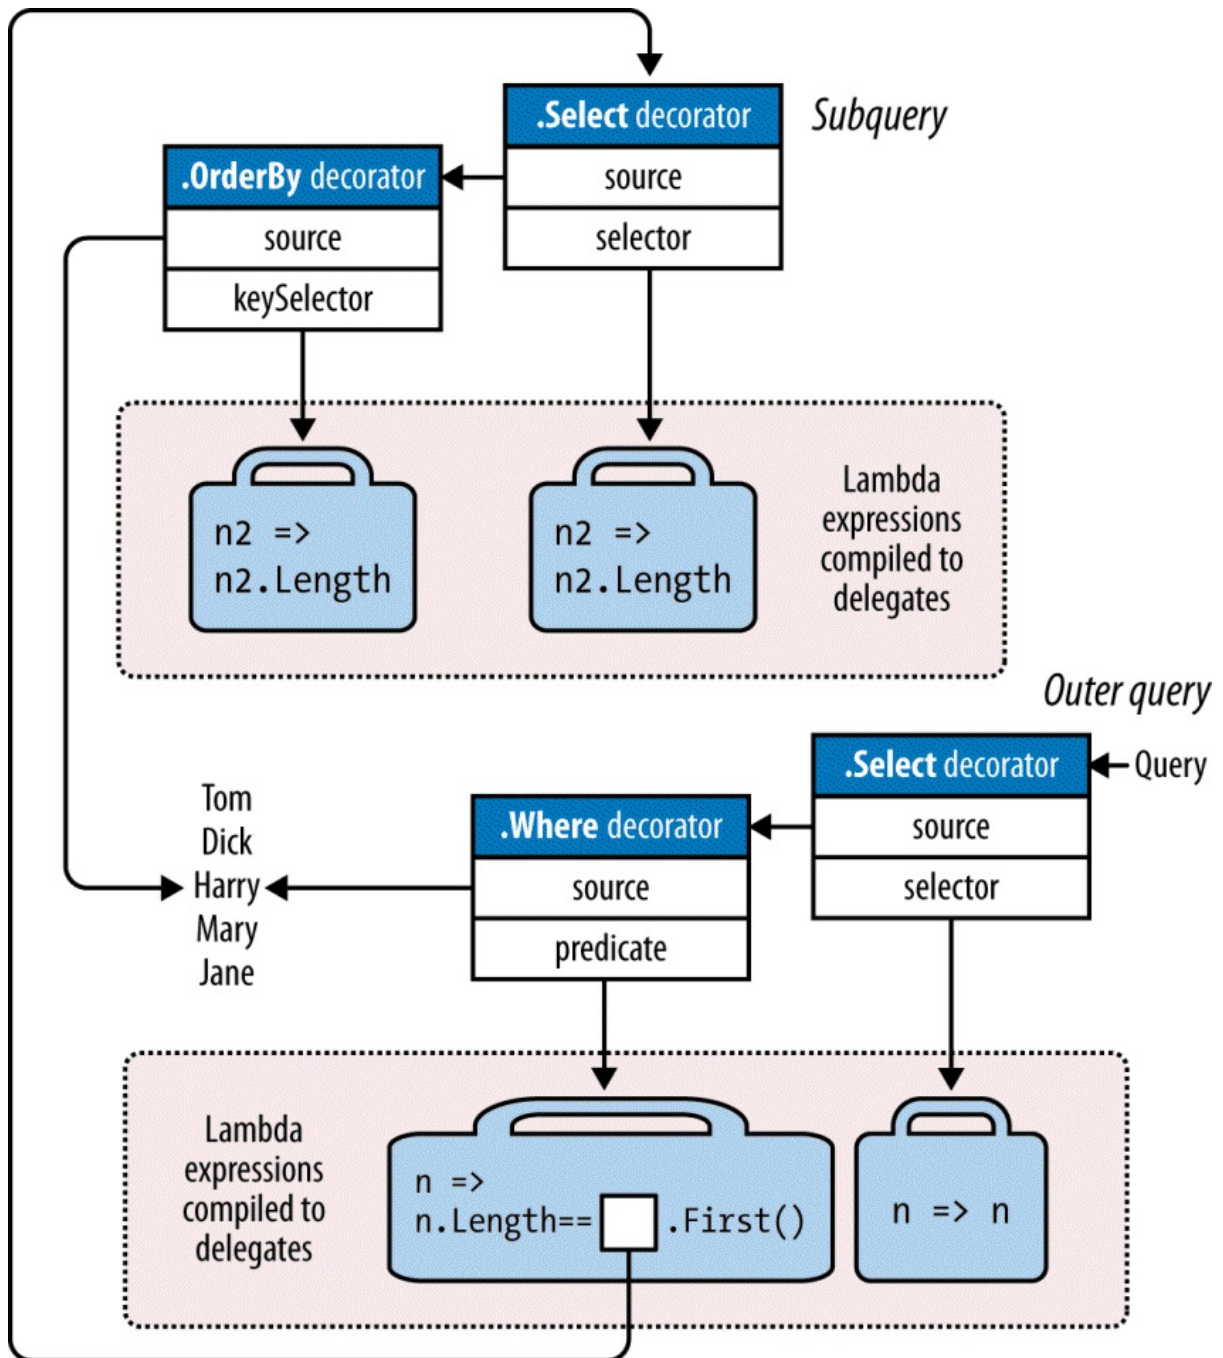 .Select decorator
source
selector
Subquery
.OrderBy decorator
source
keySelector
n2 =>
n2.Length
n2 =>
n2.Length
Lambda
expressions
compiled to
delegates
Outer query
.Select decorator
source
selector
Query
.Where decorator
source
predicate
Tom
Dick
Harry
Mary
Jane
Lambda
expressions
compiled to
delegates
n =>
n.Length== .First()
n => n